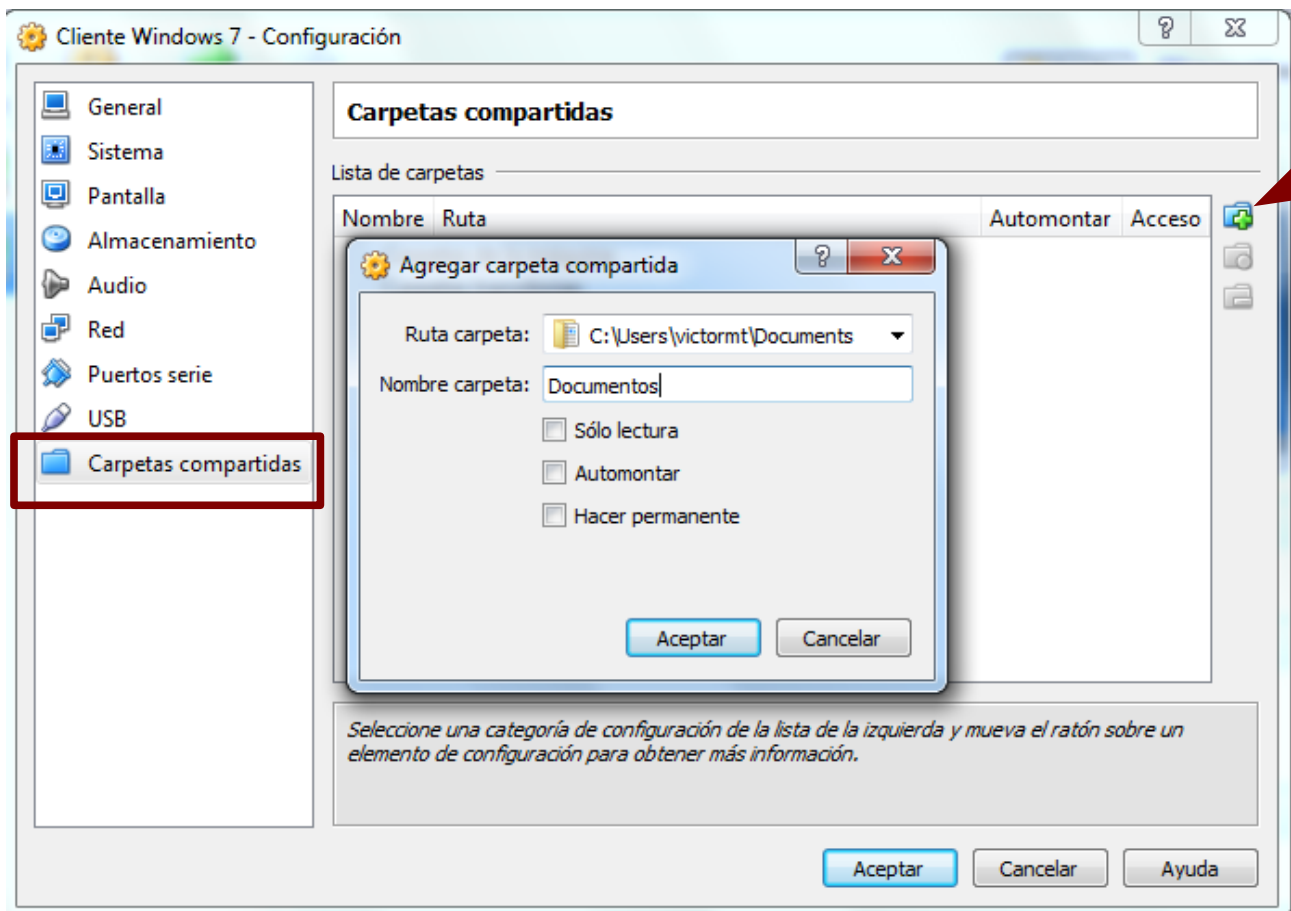 Cliente Windows 7 - Configuración
General
Sistema
Pantalla
Almacenamiento
Audio
Red
Puertos serie
USB
Carpetas compartidas
Carpetas compartidas
Lista de carpetas
Nombre Ruta Automontar Acceso
Agregar carpeta compartida
Ruta carpeta: C:\Users\victormt\Documents
Nombre carpeta: Documentos
Sólo lectura
Automontar
Hacer permanente
Aceptar Cancelar
Seleccione una categoría de configuración de la lista de la izquierda y mueva el ratón sobre un
elemento de configuración para obtener más información.
Aceptar Cancelar Ayuda